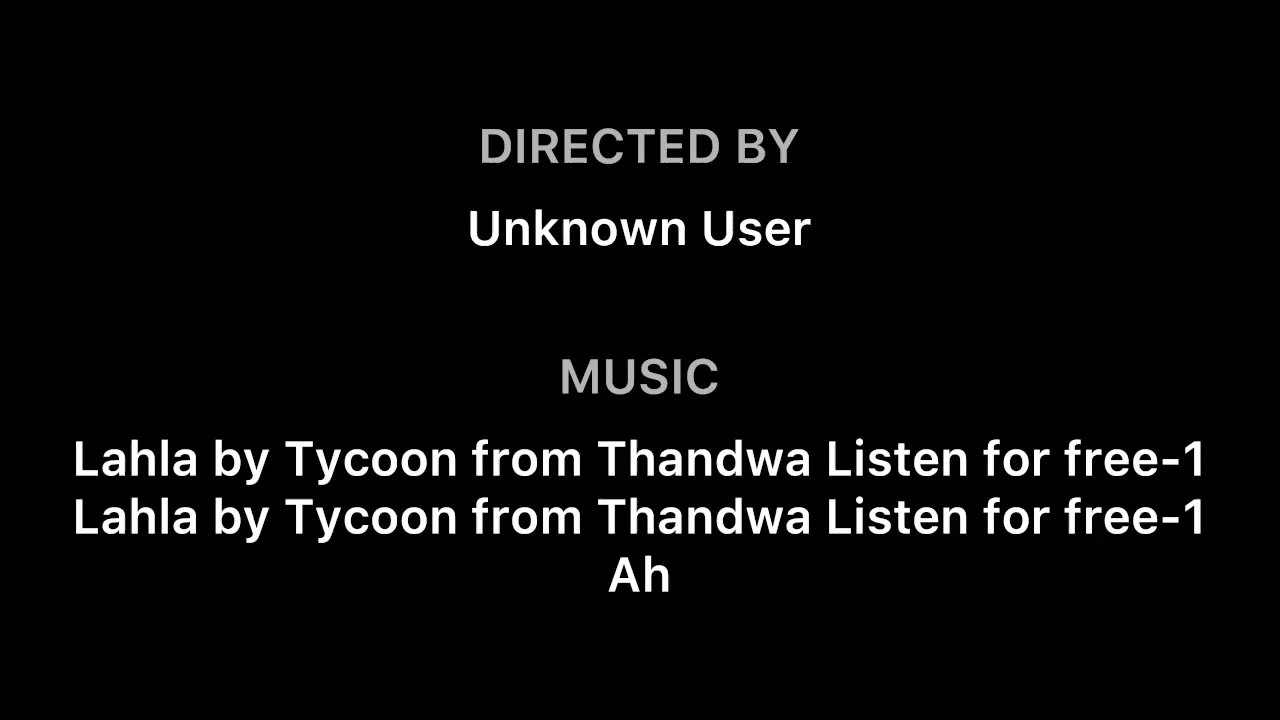 DIRECTED BY
Unknown User
MUSIC
Lahla by Tycoon from Thandwa Listen for free-1
Lahla by Tycoon from Thandwa Listen for free-1
Ah